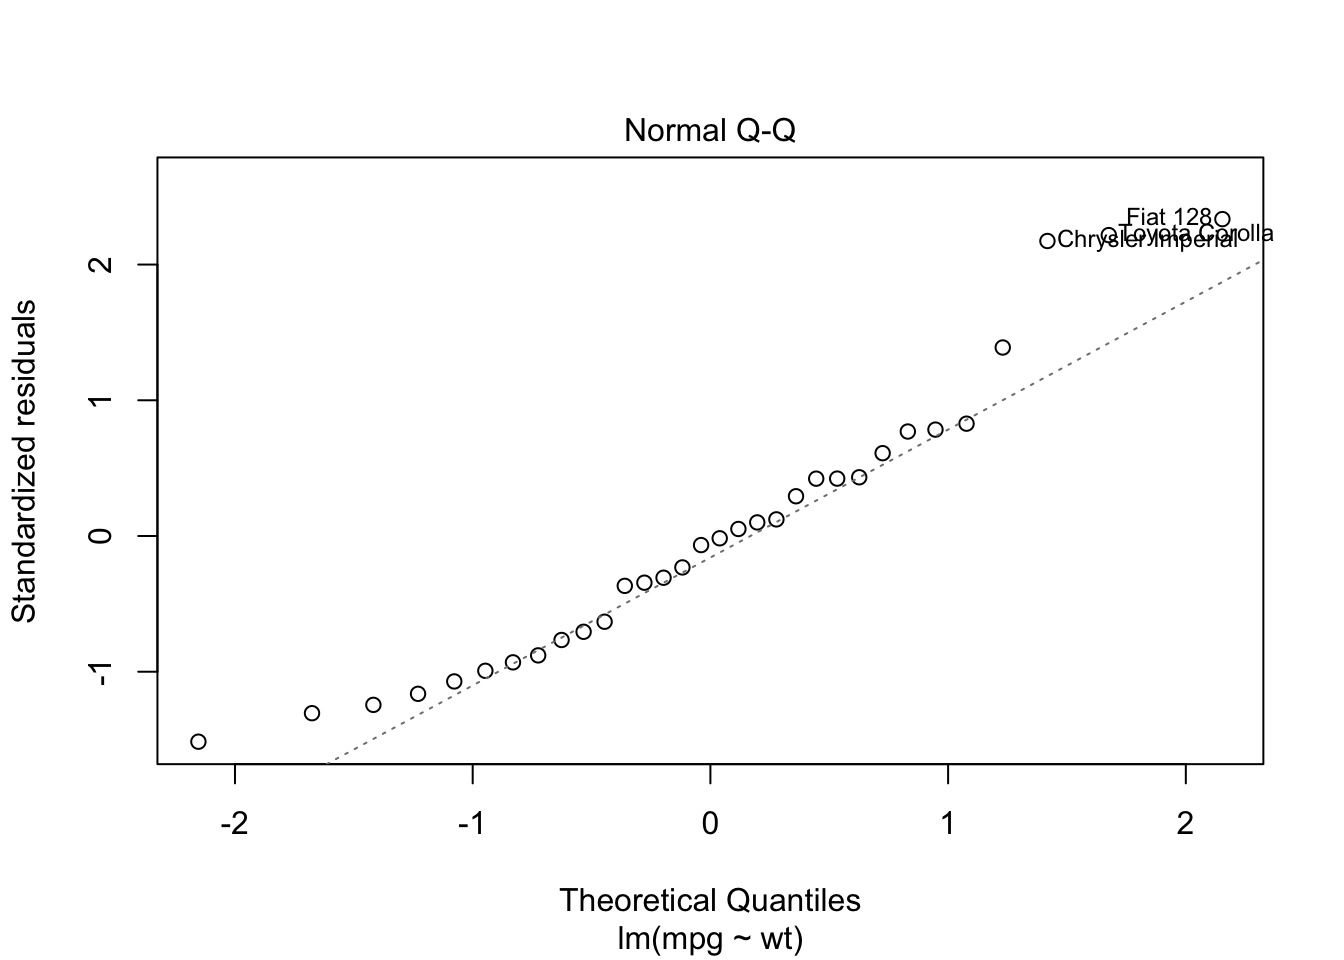 Normal Q-Q
Fiat 128
Toyota Corolla
Chrysler Imperial
Standardized residuals
2
1
0
-1
-2
-1
0
1
2
Theoretical Quantiles
lm(mpg ~ wt)